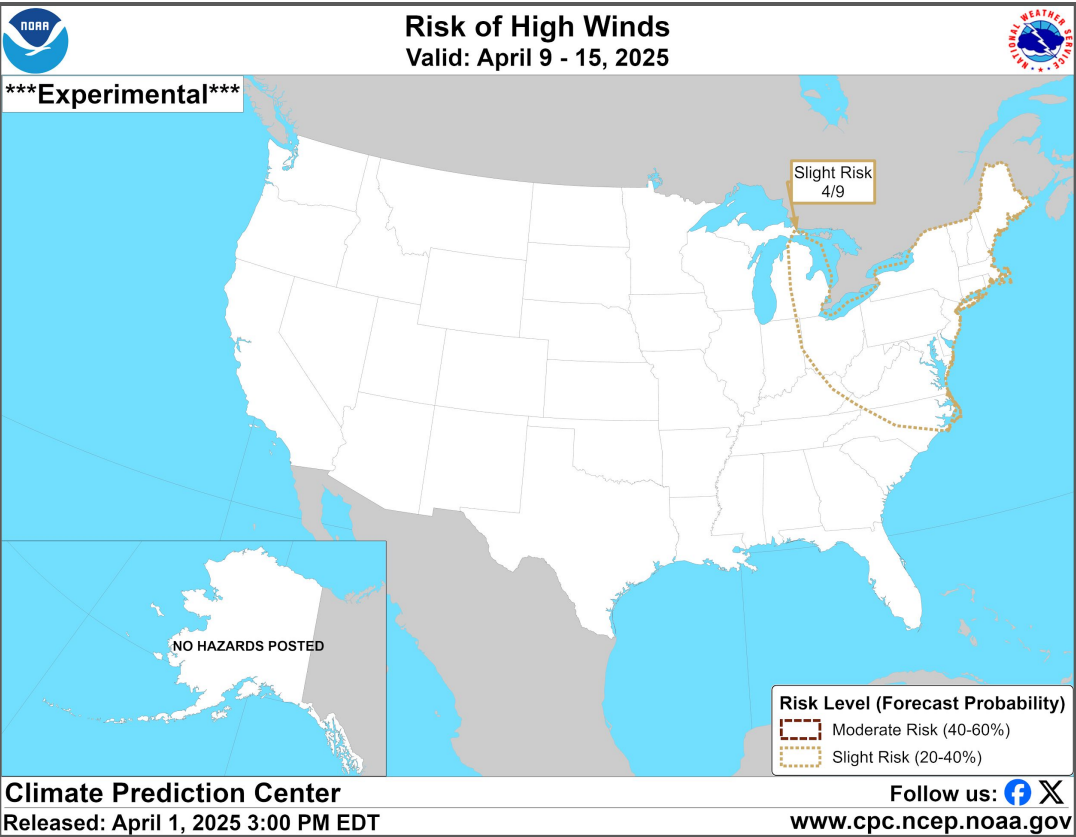 NOAA
Risk of High Winds
Valid: April 9 - 15, 2025
NATIONAL WEATHER SERVICE
***Experimental***
Slight Risk
4/9
NO HAZARDS POSTED
Risk Level (Forecast Probability)
Moderate Risk (40-60%)
Slight Risk (20-40%)
Climate Prediction Center
Follow us:
Released: April 1, 2025 3:00 PM EDT
www.cpc.ncep.noaa.gov